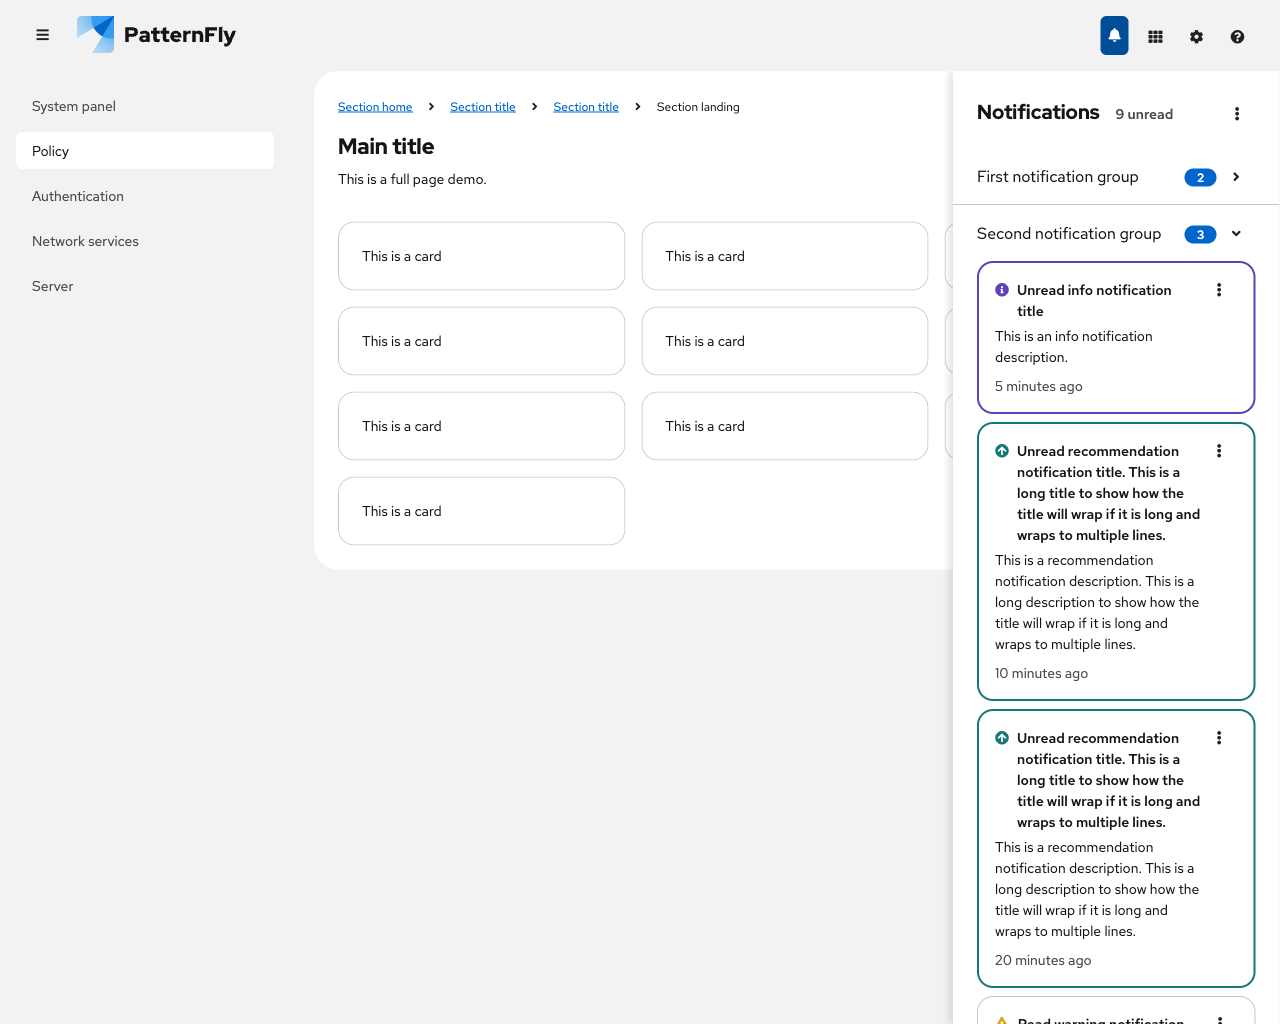 PatternFly
System panel
Policy
Authentication
Network services
Server
Section home
Section title
Section title
Section landing
Main title
This is a full page demo.
This is a card
This is a card
This is a card
This is a card
This is a card
This is a card
This is a card
Notifications 9 unread
First notification group 2
Second notification group 3
Unread info notification
title
This is an info notification
description.
5 minutes ago
Unread recommendation
notification title. This is a
long title to show how the
title will wrap if it is long and
wraps to multiple lines.
This is a recommendation
notification description. This is a
long description to show how the
title will wrap if it is long and
wraps to multiple lines.
10 minutes ago
Unread recommendation
notification title. This is a
long title to show how the
title will wrap if it is long and
wraps to multiple lines.
This is a recommendation
notification description. This is a
long description to show how the
title will wrap if it is long and
wraps to multiple lines.
20 minutes ago
Read warning notification